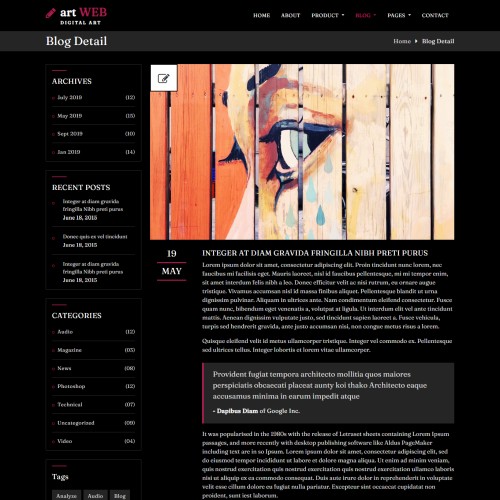 art WEB
DIGITAL ART
HOME
ABOUT
PRODUCT
BLOG
PAGES
CONTACT
Blog Detail
Home
Blog Detail
ARCHIVES
July 2019 (12)
May 2019 (15)
Sept 2019 (10)
Jan 2019 (14)
RECENT POSTS
Integer at diam gravida
fringilla Nibh preti purus
June 18, 2015
Donec quis ex vel tincidunt
June 18, 2015
Integer at diam gravida
fringilla Nibh preti purus
June 18, 2015
CATEGORIES
Audio (12)
Magazine (03)
News (08)
Photoshop (12)
Technical (07)
Uncategorized (09)
Video (04)
Tags
Analyze
Audio
Blog
19
MAY
INTEGER AT DIAM GRAVIDA FRINGILLA NIBH PRETI PURUS
Lorem ipsum dolor sit amet, consectetur adipiscing elit. Proin tincidunt nunc lorem, nec
faucibus mi facilisis eget. Mauris laoreet, nisl id faucibus pellentesque, mi mi tempor enim,
sit amet interdum felis nibh a leo. Donec efficitur velit ac nisi rutrum, eu ornare augue
tristique. Vivamus accumsan nisl id massa finibus aliquet. Pellentesque blandit ut urna
dignissim pulvinar. Aliquam in ultrices ante. Nam condimentum eleifend consectetur. Fusce
quam nunc, bibendum eget venenatis a, volutpat at ligula. Ut interdum elit vel ante tincidunt
mattis. Aenean dignissim vulputate justo, sed tincidunt sapien laoreet a. Fusce vehicula,
turpis sed hendrerit gravida, ante justo accumsan nisi, non congue metus risus a lorem.
Quisque eleifend velit id metus ullamcorper tristique. Integer vel commodo ex. Pellentesque
sed ultrices tellus. Integer lobortis et lorem vitae ullamcorper.
Provident fugiat tempora architecto mollitia quos maiores
perspiciatis obcaecati placeat aunty koi thako Architecto eaque
accusamus minima in earum impedit atque
- Dapibus Diam of Google Inc.
It was popularised in the 1980s with the release of Letraset sheets containing Lorem Ipsum
passages, and more recently with desktop publishing software like Aldus PageMaker
including text are in so Ipsum. Lorem ipsum dolor sit amet, consectetur adipiscing elit, sed
do eiusmod tempor incididunt ut labore et dolore magna aliqua. Ut enim ad minim veniam,
quis nostrud exercitation quis nostrud exercitation quis nostrud exercitation ullamco laboris
nisi ut aliquip ex ea commodo consequat. Duis aute irure dolor in reprehenderit in voluptate
velit esse cillum dolore eu fugiat nulla pariatur. Excepteur sint occaecat cupidatat non
proident, sunt iest laborum.